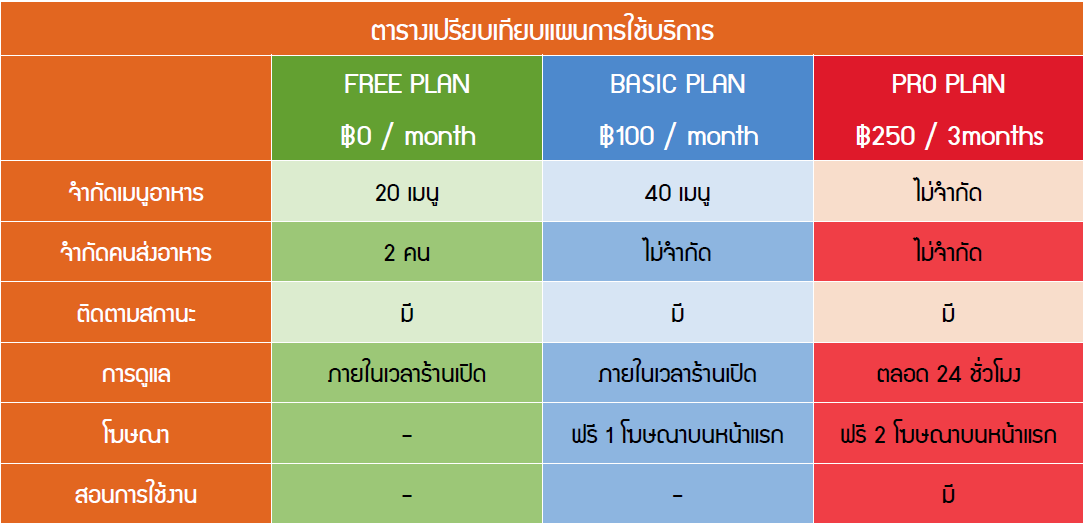 ตารางเปรียบเทียบแผนการใช้บริการ
FREE PLAN BASIC PLAN PRO PLAN
฿0 / month ฿100 / month ฿250 / 3months
จำกัดเมนูอาหาร 20 เมนู 40 เมนู ไม่จำกัด
จำกัดคนส่งอาหาร 2 คน ไม่จำกัด ไม่จำกัด
ติดตามสถานะ มี มี มี
การดูแล ภายในเวลาร้านเปิด ภายในเวลาร้านเปิด ตลอด 24 ชั่วโมง
โฆษณา - ฟรี 1 โฆษณาบนหน้าแรก ฟรี 2 โฆษณาบนหน้าแรก
สอนการใช้งาน - - มี